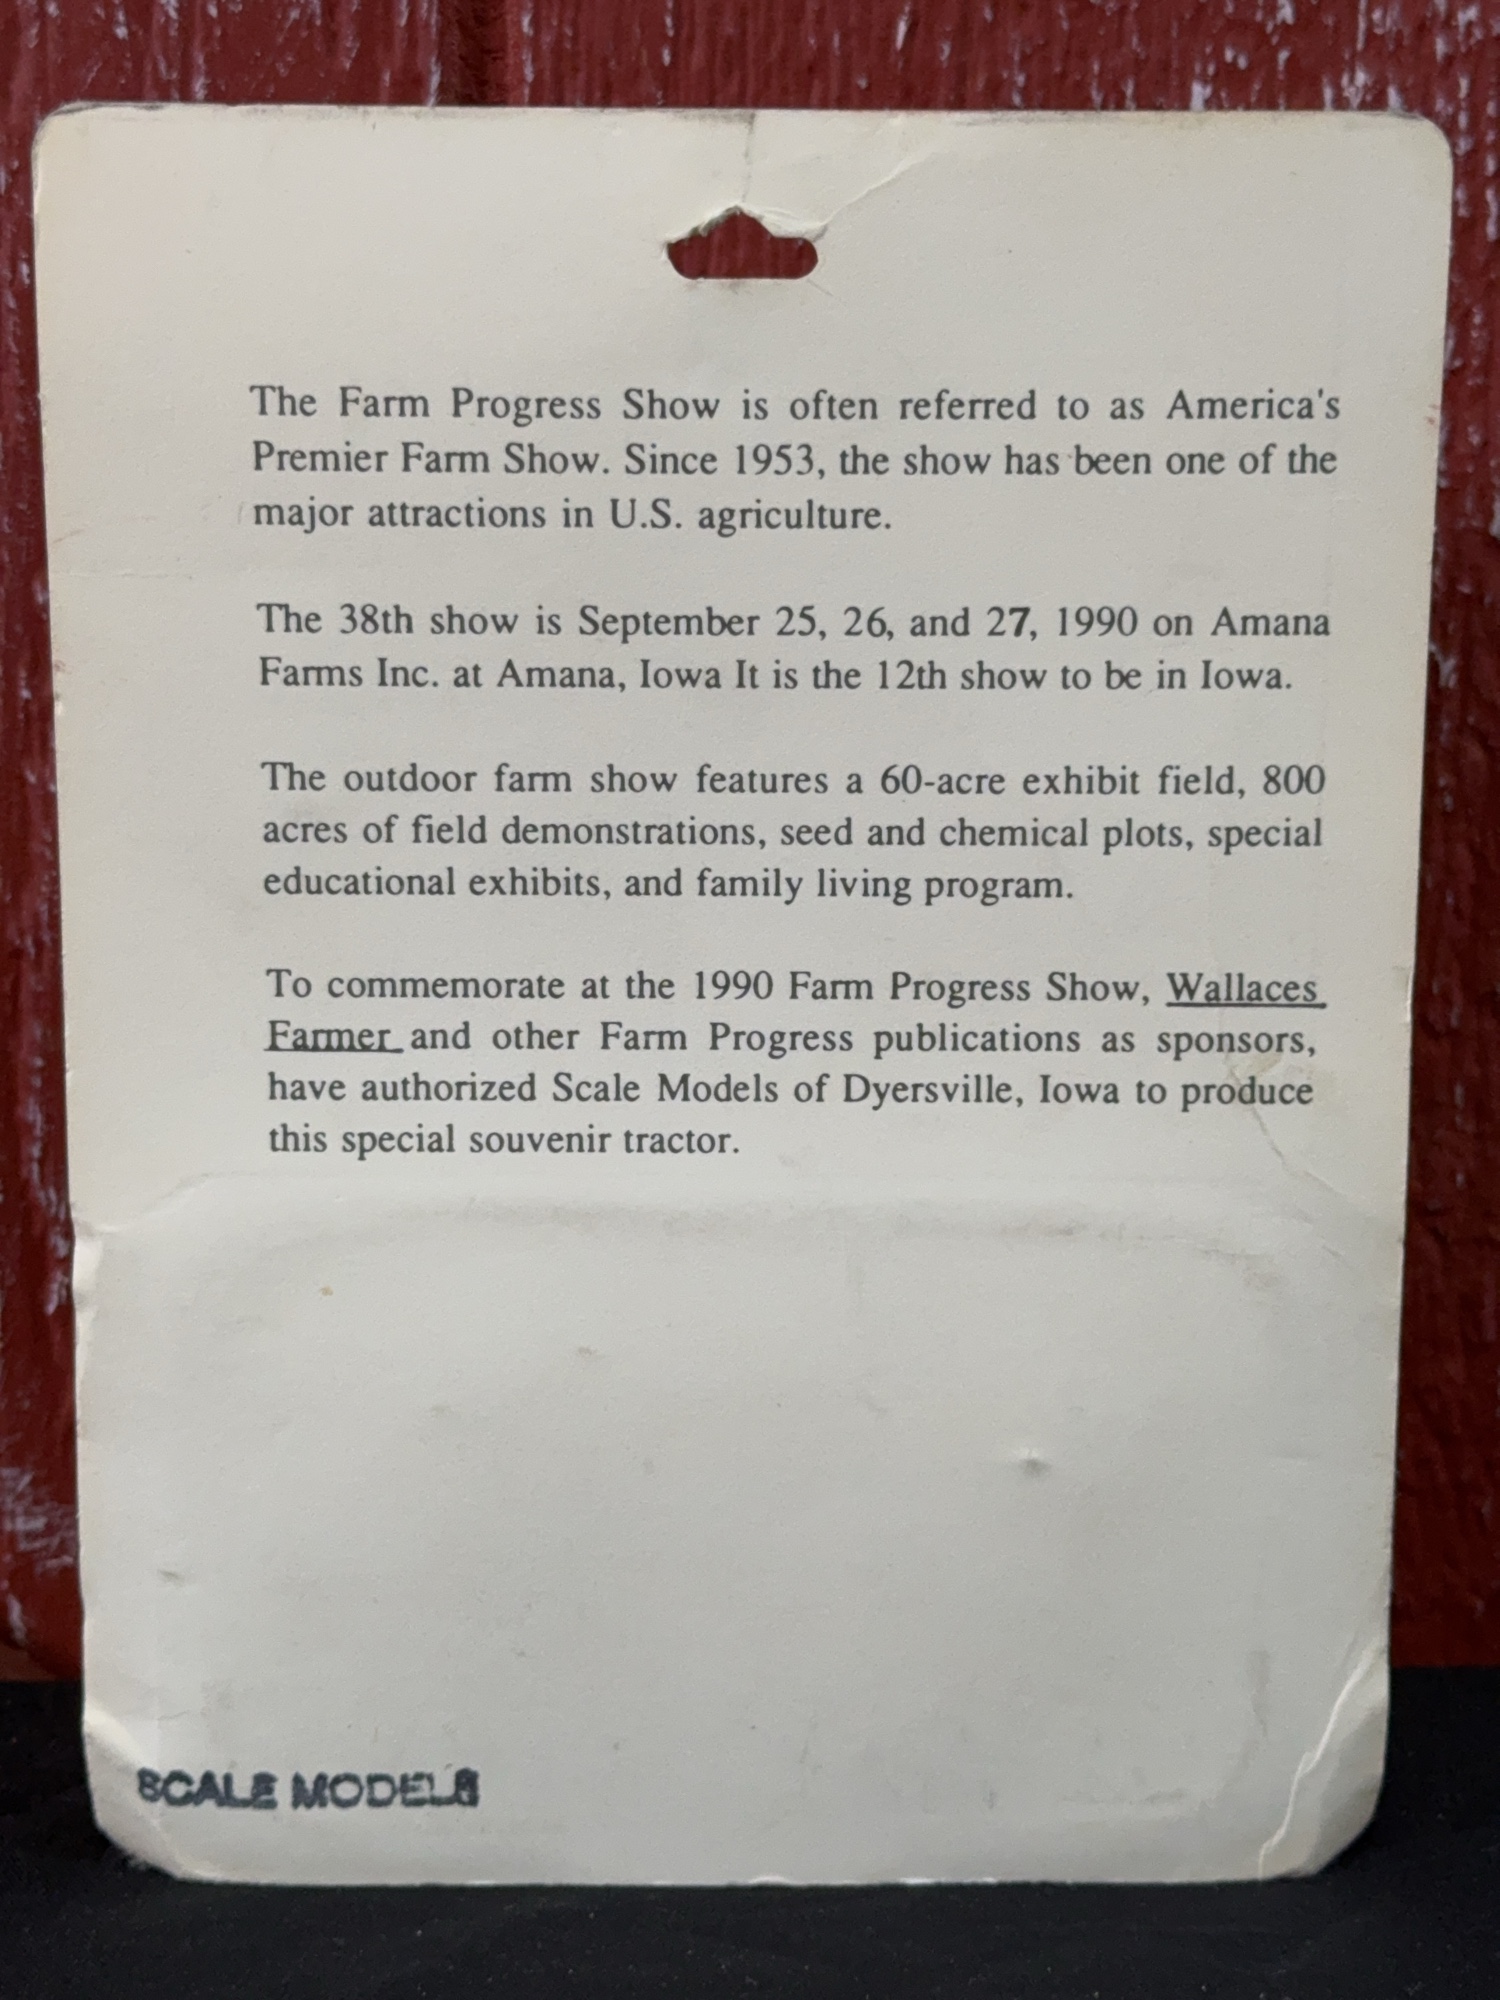 The Farm Progress Show is often referred to as America's
Premier Farm Show. Since 1953, the show has been one of the
major attractions in U.S. agriculture.
The 38th show is September 25, 26, and 27, 1990 on Amana
Farms Inc. at Amana, Iowa It is the 12th show to be in Iowa.
The outdoor farm show features a 60-acre exhibit field, 800
acres of field demonstrations, seed and chemical plots, special
educational exhibits, and family living program.
To commemorate at the 1990 Farm Progress Show, Wallaces
Farmer and other Farm Progress publications as sponsors,
have authorized Scale Models of Dyersville, Iowa to produce
this special souvenir tractor.
SCALE MODELS